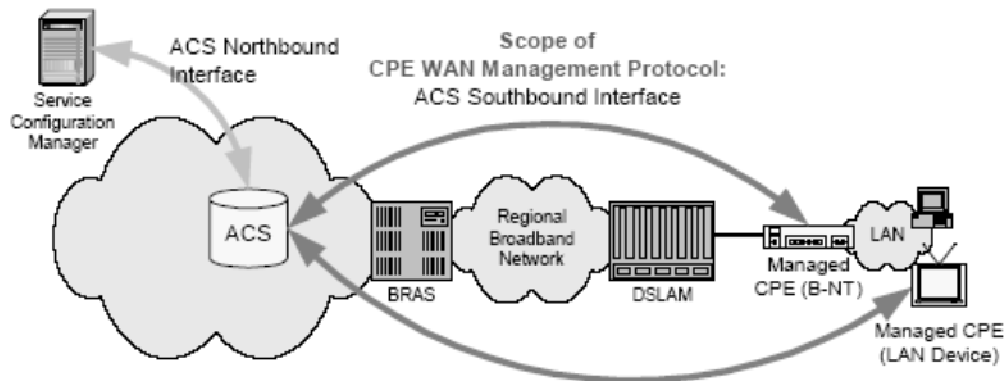 ACS Northbound
Interface
Scope of
CPE WAN Management Protocol:
ACS Southbound Interface
Service
Configuration
Manager
ACS
BRAS
Regional
Broadband
Network
DSLAM
Managed
CPE (B-NT)
LAN
Managed CPE
(LAN Device)